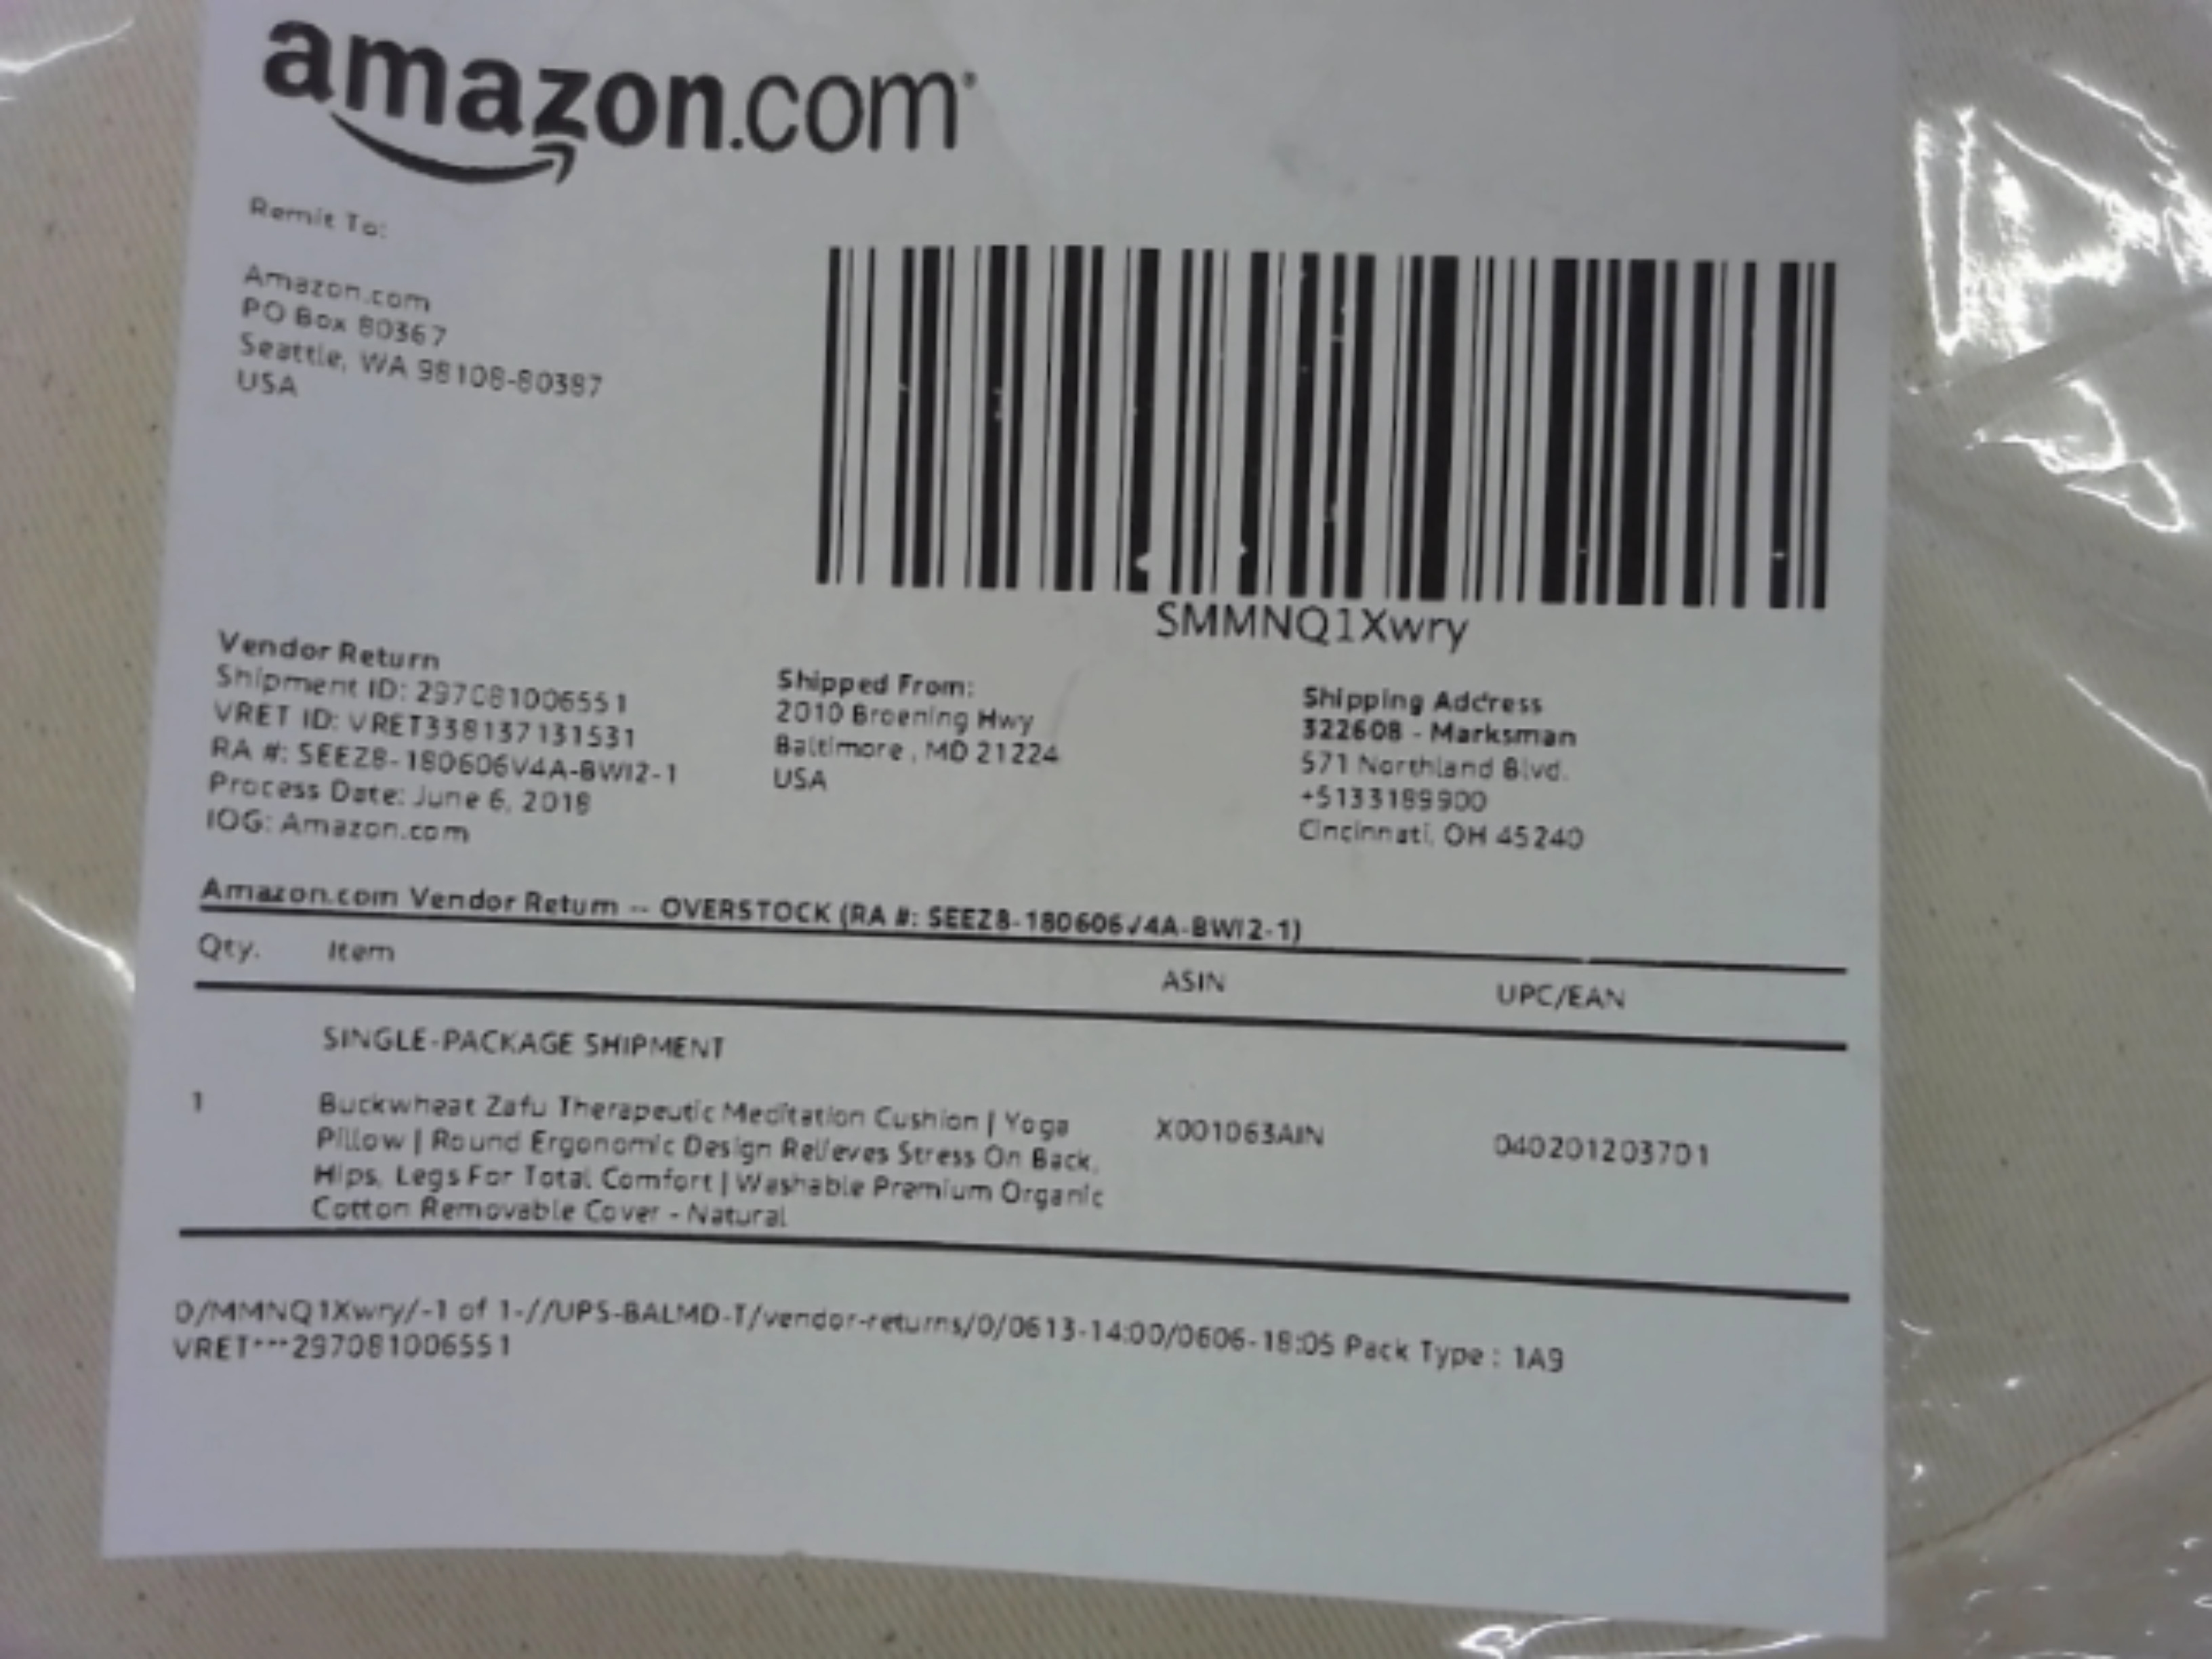 amazon.com
Remit To:
Amazon.com
PO Box 80367
Seattle, WA 98108-80387
USA
SMMNQ1Xwry
Vendor Return
Shipment ID: 297081006551
VRET ID: VRET338137131531
RA #: SEEZ8-180606V4A-BWI2-1
Process Date: June 6, 2018
IOG: Amazon.com
Shipped From:
2010 Broening Hwy
Baltimore , MD 21224
USA
Shipping Address
322608 - Marksman
571 Northland Blvd.
+5133189900
Cincinnati, OH 45240
Amazon.com Vendor Return -- OVERSTOCK (RA #: SEEZ8-180606V4A-BWI2-1)
Qty. Item ASIN UPC/EAN
SINGLE-PACKAGE SHIPMENT
1 Buckwheat Zafu Therapeutic Meditation Cushion | Yoga X001063AIN 040201203701
Pillow | Round Ergonomic Design Relieves Stress On Back,
Hips, Legs For Total Comfort | Washable Premium Organic
Cotton Removable Cover - Natural
0/MMNQ1Xwry/-1 of 1-//UPS-BALMD-T/vendor-returns/0/0613-14:00/0606-18:05 Pack Type : 1A9
VRET***297081006551